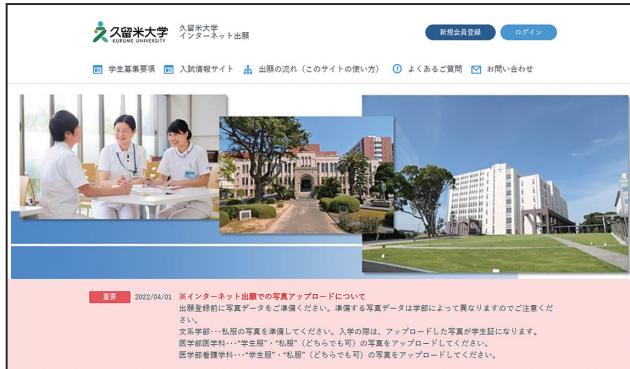 久留米大学
KURUME UNIVERSITY
久留米大学
インターネット出願
新規会員登録 ログイン
学生募集要項 入試情報サイト 出願の流れ（このサイトの使い方） よくあるご質問 お問い合わせ
重要 2022/04/01 ※インターネット出願での写真アップロードについて
出願登録前に写真データをご準備ください。準備する写真データは学部によって異なりますのでご注意くだ
さい。
文系学部･･･私服の写真を準備してください。入学の際は、アップロードした写真が学生証になります。
医学部医学科･･･“学生服”・“私服”（どちらでも可）の写真をアップロードしてください。
医学部看護学科･･･“学生服”・“私服”（どちらでも可）の写真をアップロードしてください。